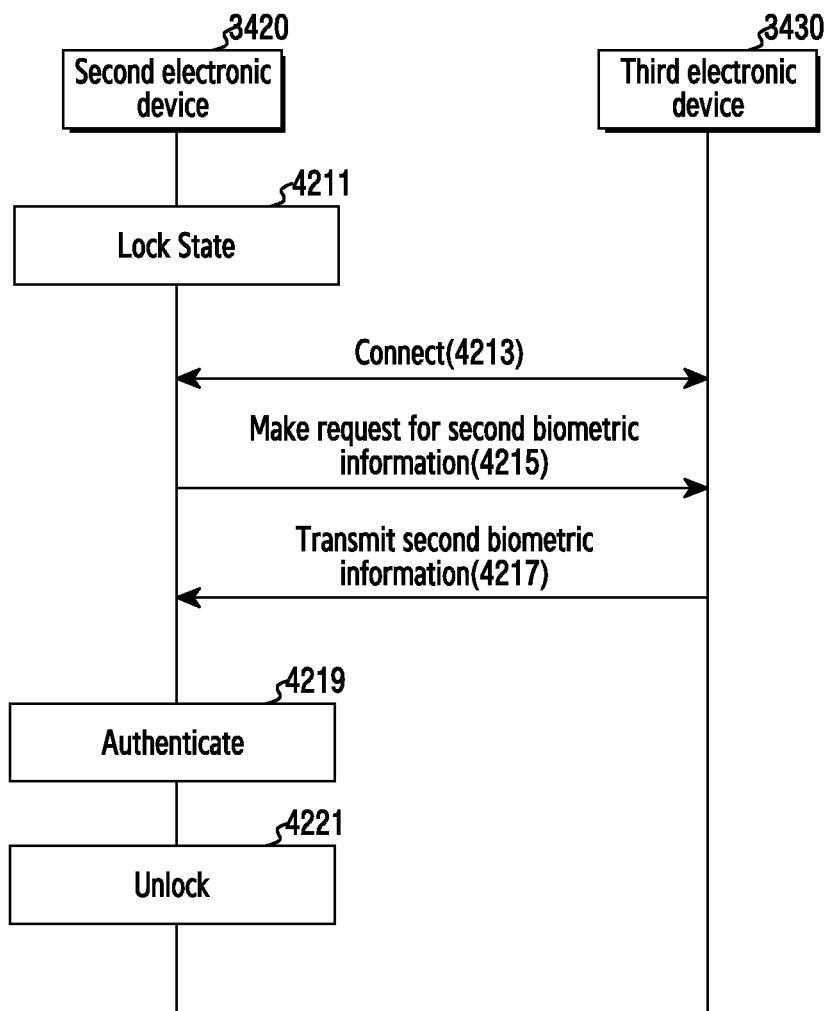 3420
3430
Second electronic
device
Third electronic
device
4211
Lock State
Connect(4213)
Make request for second biometric
information(4215)
Transmit second biometric
information(4217)
4219
Authenticate
4221
Unlock